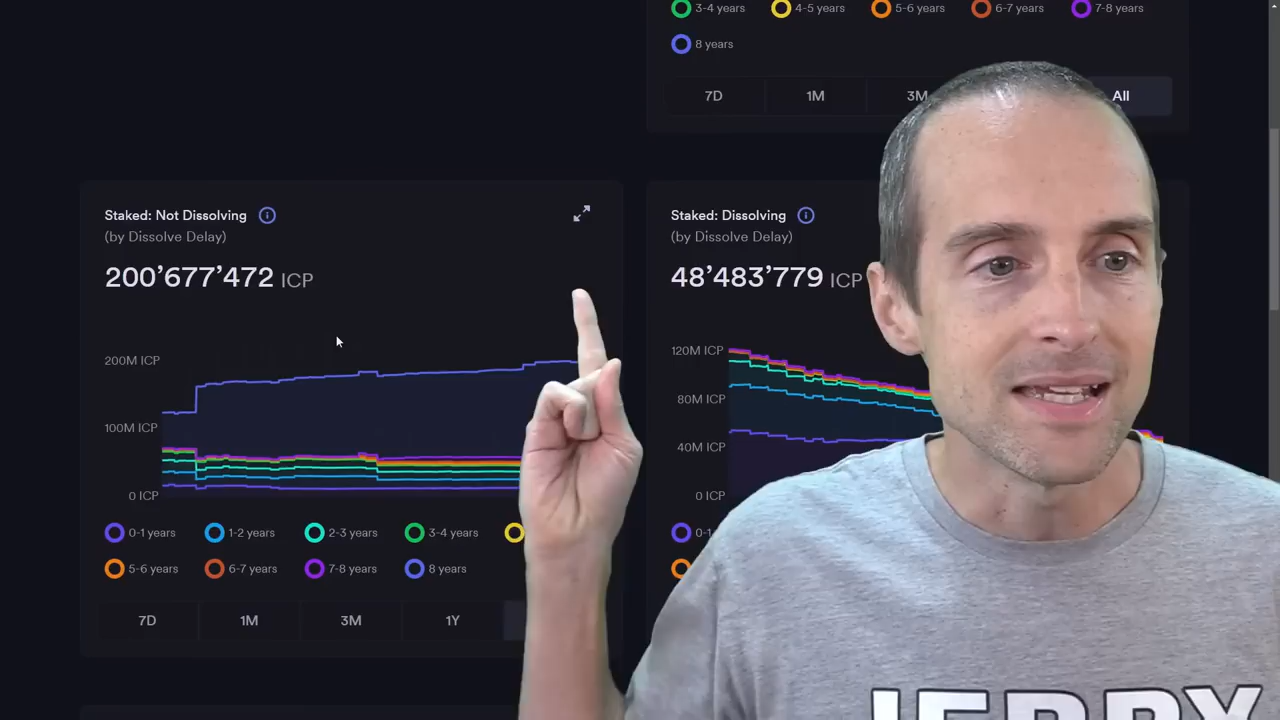 3-4 years 4-5 years 5-6 years 6-7 years 7-8 years
8 years
7D 1M 3M All
Staked: Not Dissolving
(by Dissolve Delay)
200’677’472 ICP
200M ICP
100M ICP
0 ICP
0-1 years 1-2 years 2-3 years 3-4 years
5-6 years 6-7 years 7-8 years 8 years
7D 1M 3M 1Y
Staked: Dissolving
(by Dissolve Delay)
48’483’779 ICP
120M ICP
80M ICP
40M ICP
0 ICP
0-1
JERRY